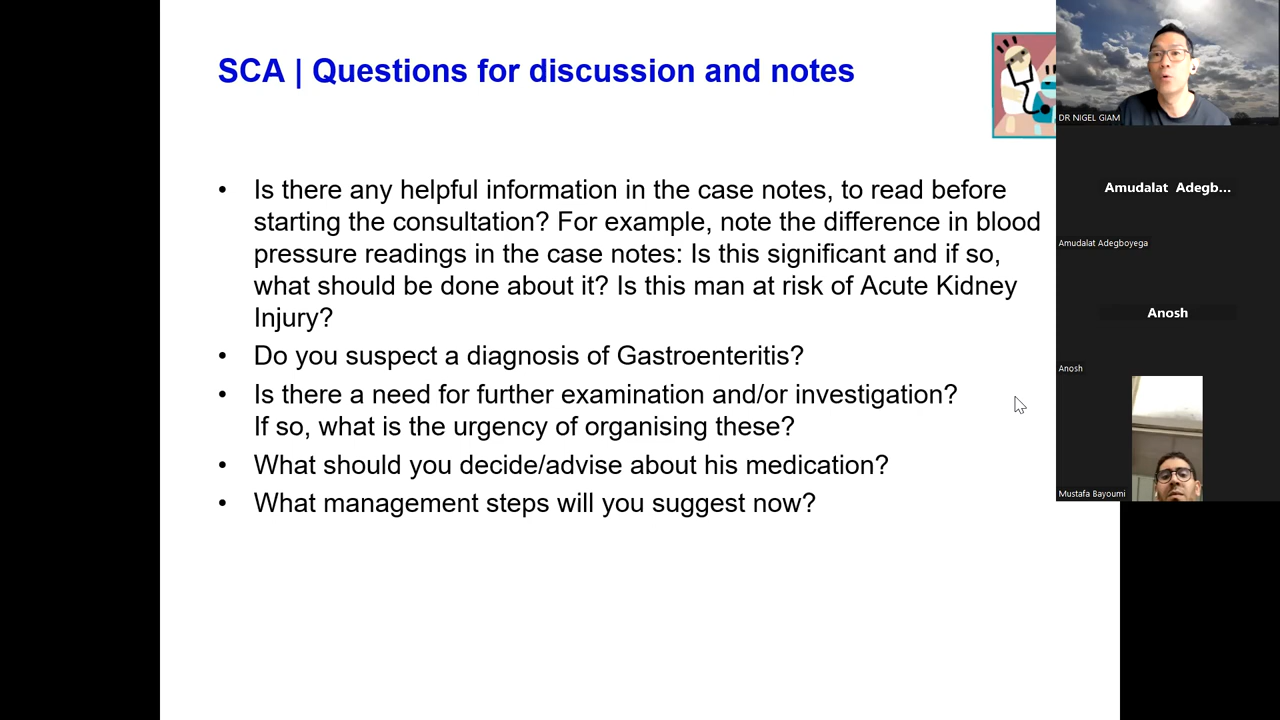 SCA | Questions for discussion and notes
• Is there any helpful information in the case notes, to read before
starting the consultation? For example, note the difference in blood
pressure readings in the case notes: Is this significant and if so,
what should be done about it? Is this man at risk of Acute Kidney
Injury?
• Do you suspect a diagnosis of Gastroenteritis?
• Is there a need for further examination and/or investigation?
If so, what is the urgency of organising these?
• What should you decide/advise about his medication?
• What management steps will you suggest now?
DR NIGEL GIAM
Amudalat Adegb...
Amudalat Adegboyega
Anosh
Anosh
Mustafa Bayoumi